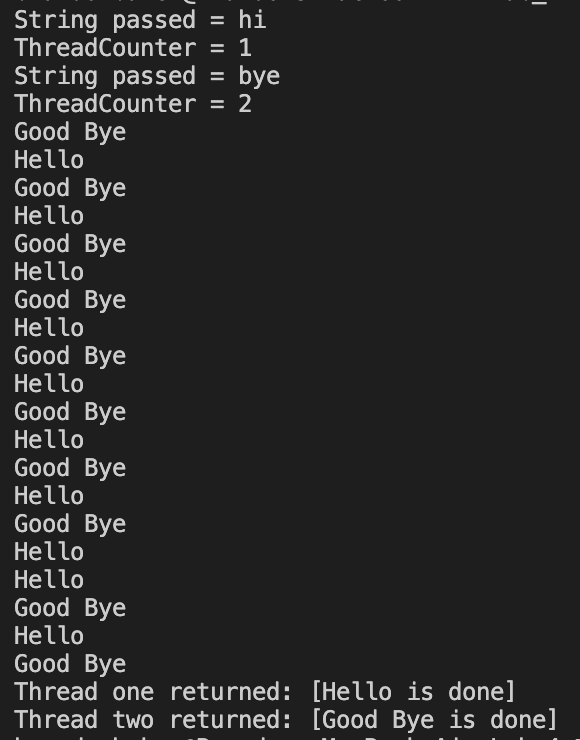 String passed = hi
ThreadCounter = 1
String passed = bye
ThreadCounter = 2
Good Bye
Hello
Good Bye
Hello
Good Bye
Hello
Good Bye
Hello
Good Bye
Hello
Good Bye
Hello
Good Bye
Hello
Good Bye
Hello
Hello
Good Bye
Hello
Good Bye
Thread one returned: [Hello is done]
Thread two returned: [Good Bye is done]